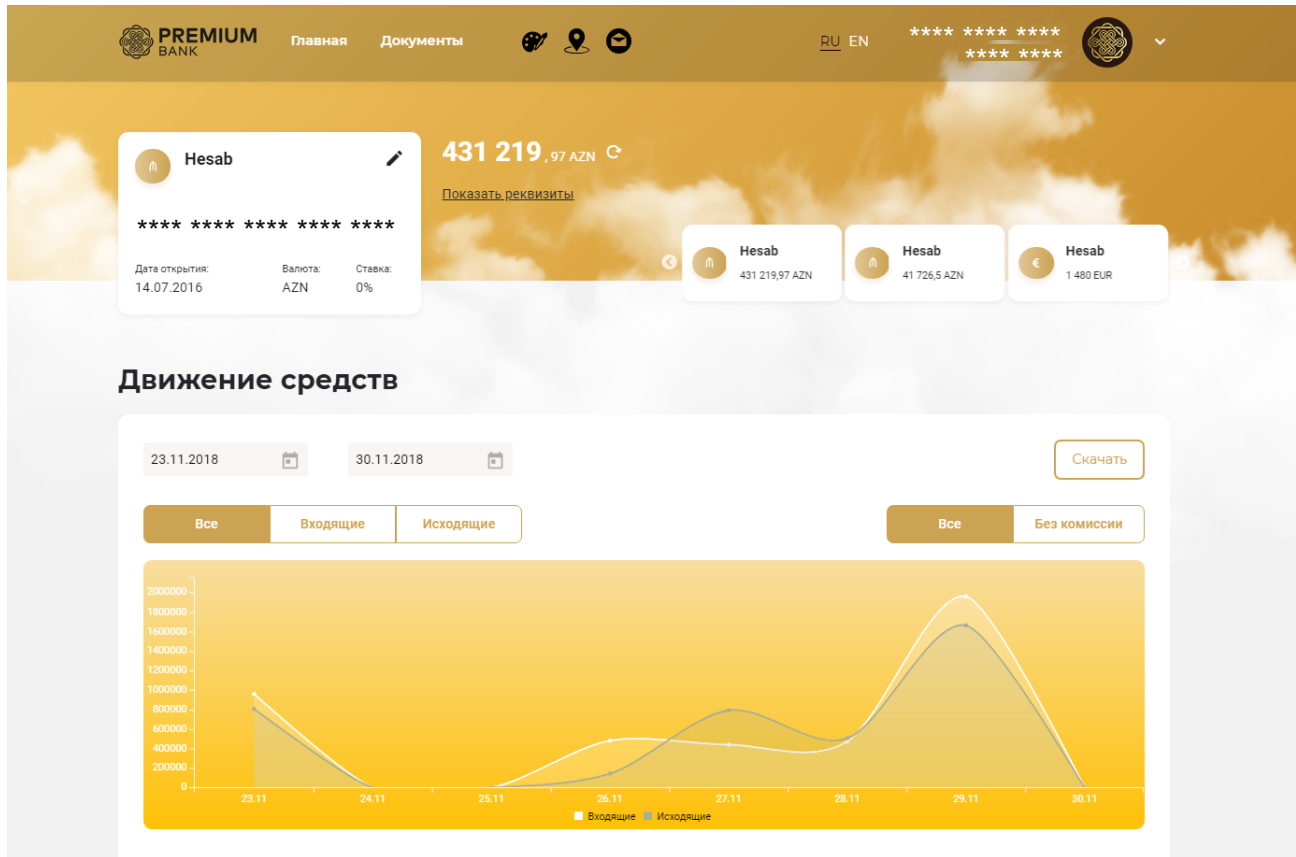 PREMIUM
BANK
Главная Документы
RU EN
**** **** ****
**** ****
₼ Hesab
**** **** **** **** ****
Дата открытия: Валюта: Ставка:
14.07.2016 AZN 0%
431 219,97 AZN
Показать реквизиты
₼ Hesab
431 219,97 AZN
₼ Hesab
41 726,5 AZN
€ Hesab
1 480 EUR
Движение средств
23.11.2018 30.11.2018 Скачать
Все Входящие Исходящие Все Без комиссии
2000000
1800000
1600000
1400000
1200000
1000000
800000
600000
400000
200000
0
23.11 24.11 25.11 26.11 27.11 28.11 29.11 30.11
Входящие Исходящие